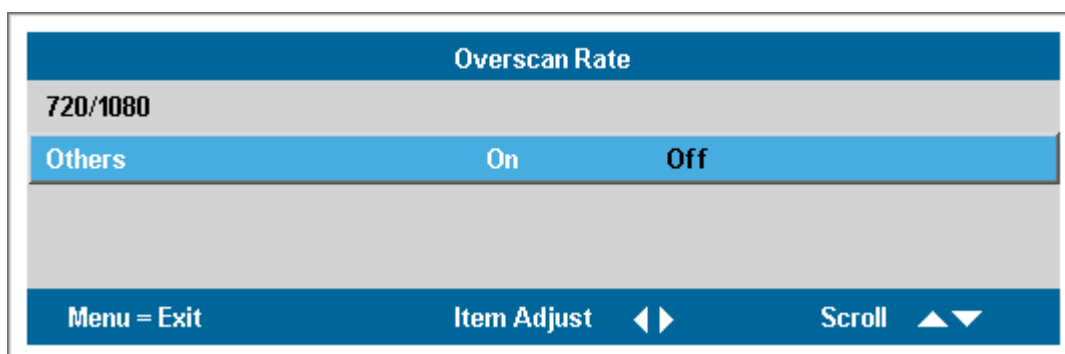 Overscan Rate
720/1080
Others On Off
Menu = Exit Item Adjust Scroll